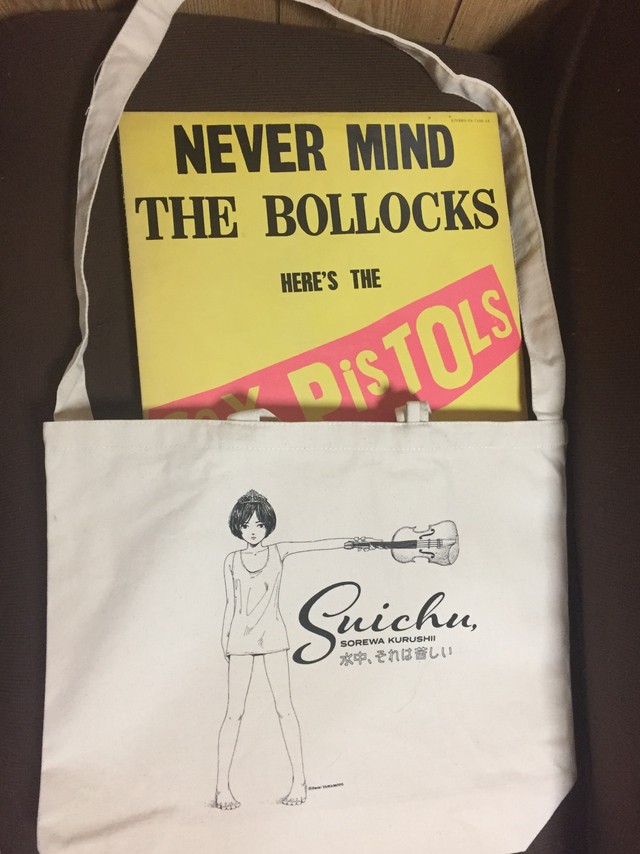 NEVER MIND
THE BOLLOCKS
HERE'S THE
PiSTOLS
Suichu,
SOREWA KURUSHII
水中、それは苦しい